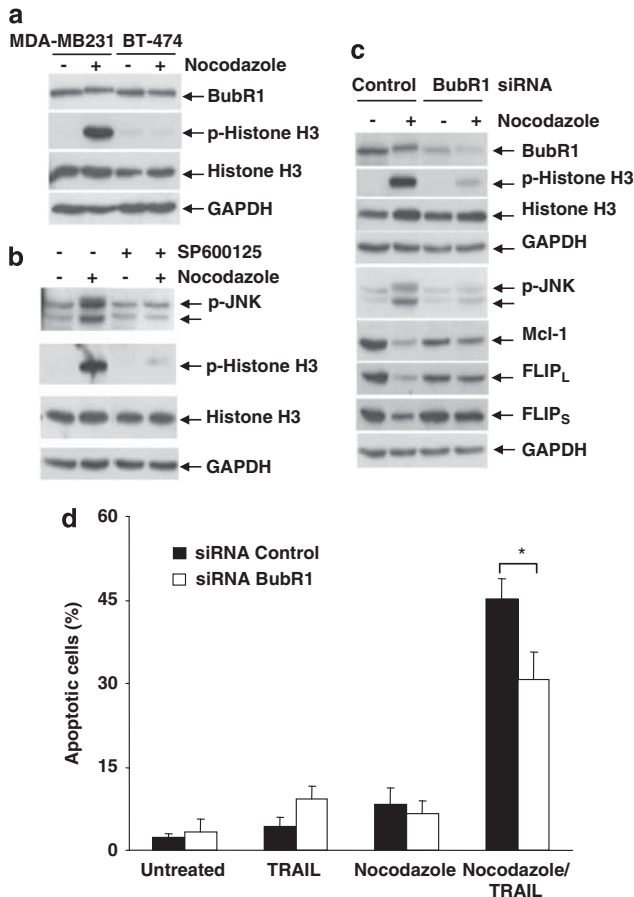 a
MDA-MB231 BT-474
- + - + Nocodazole
BubR1
p-Histone H3
Histone H3
GAPDH
b
- - + + SP600125
- + - + Nocodazole
p-JNK
p-Histone H3
Histone H3
GAPDH
c
Control BubR1 siRNA
- + - + Nocodazole
BubR1
p-Histone H3
Histone H3
GAPDH
p-JNK
Mcl-1
FLIPL
FLIPS
GAPDH
d
60
45
30
15
0
Apoptotic cells (%)
siRNA Control
siRNA BubR1
*
Untreated
TRAIL
Nocodazole
Nocodazole/
TRAIL